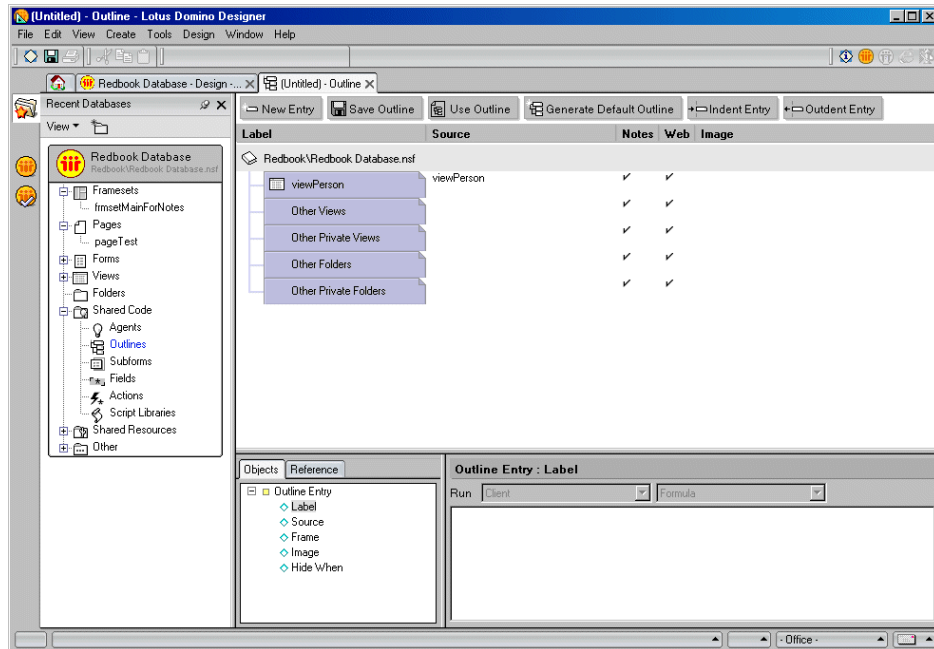 (Untitled) - Outline - Lotus Domino Designer
File Edit View Create Tools Design Window Help
Redbook Database - Design -... (Untitled) - Outline
Recent Databases
View
Redbook Database
Redbook\Redbook Database.nsf
Framesets
frmsetMainForNotes
Pages
pageTest
Forms
Views
Folders
Shared Code
Agents
Outlines
Subforms
Fields
Actions
Script Libraries
Shared Resources
Other
New Entry Save Outline Use Outline Generate Default Outline Indent Entry Outdent Entry
Label Source Notes Web Image
Redbook\Redbook Database.nsf
viewPerson viewPerson
Other Views
Other Private Views
Other Folders
Other Private Folders
Objects Reference
Outline Entry
Label
Source
Frame
Image
Hide When
Outline Entry : Label
Run Client Formula
- Office -